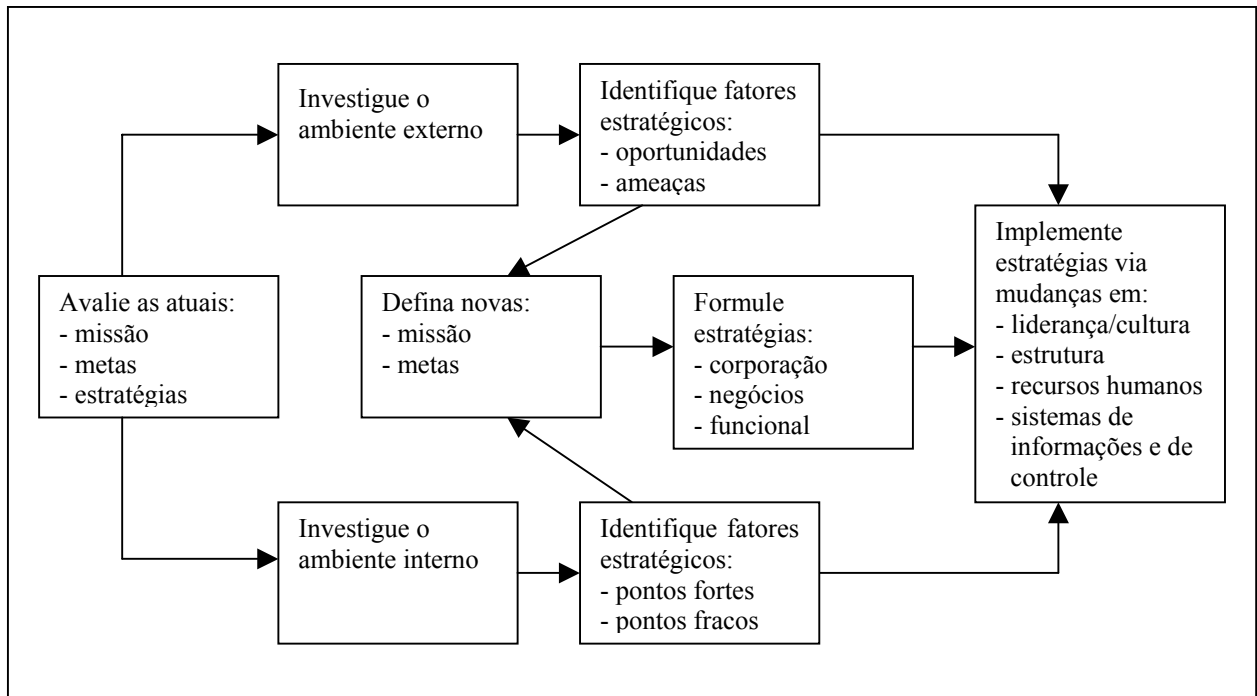 Investigue o
ambiente externo
Identifique fatores
estratégicos:
- oportunidades
- ameaças
Avalie as atuais:
- missão
- metas
- estratégias
Defina novas:
- missão
- metas
Formule
estratégias:
- corporação
- negócios
- funcional
Implemente
estratégias via
mudanças em:
- liderança/cultura
- estrutura
- recursos humanos
- sistemas de
informações e de
controle
Investigue o
ambiente interno
Identifique fatores
estratégicos:
- pontos fortes
- pontos fracos